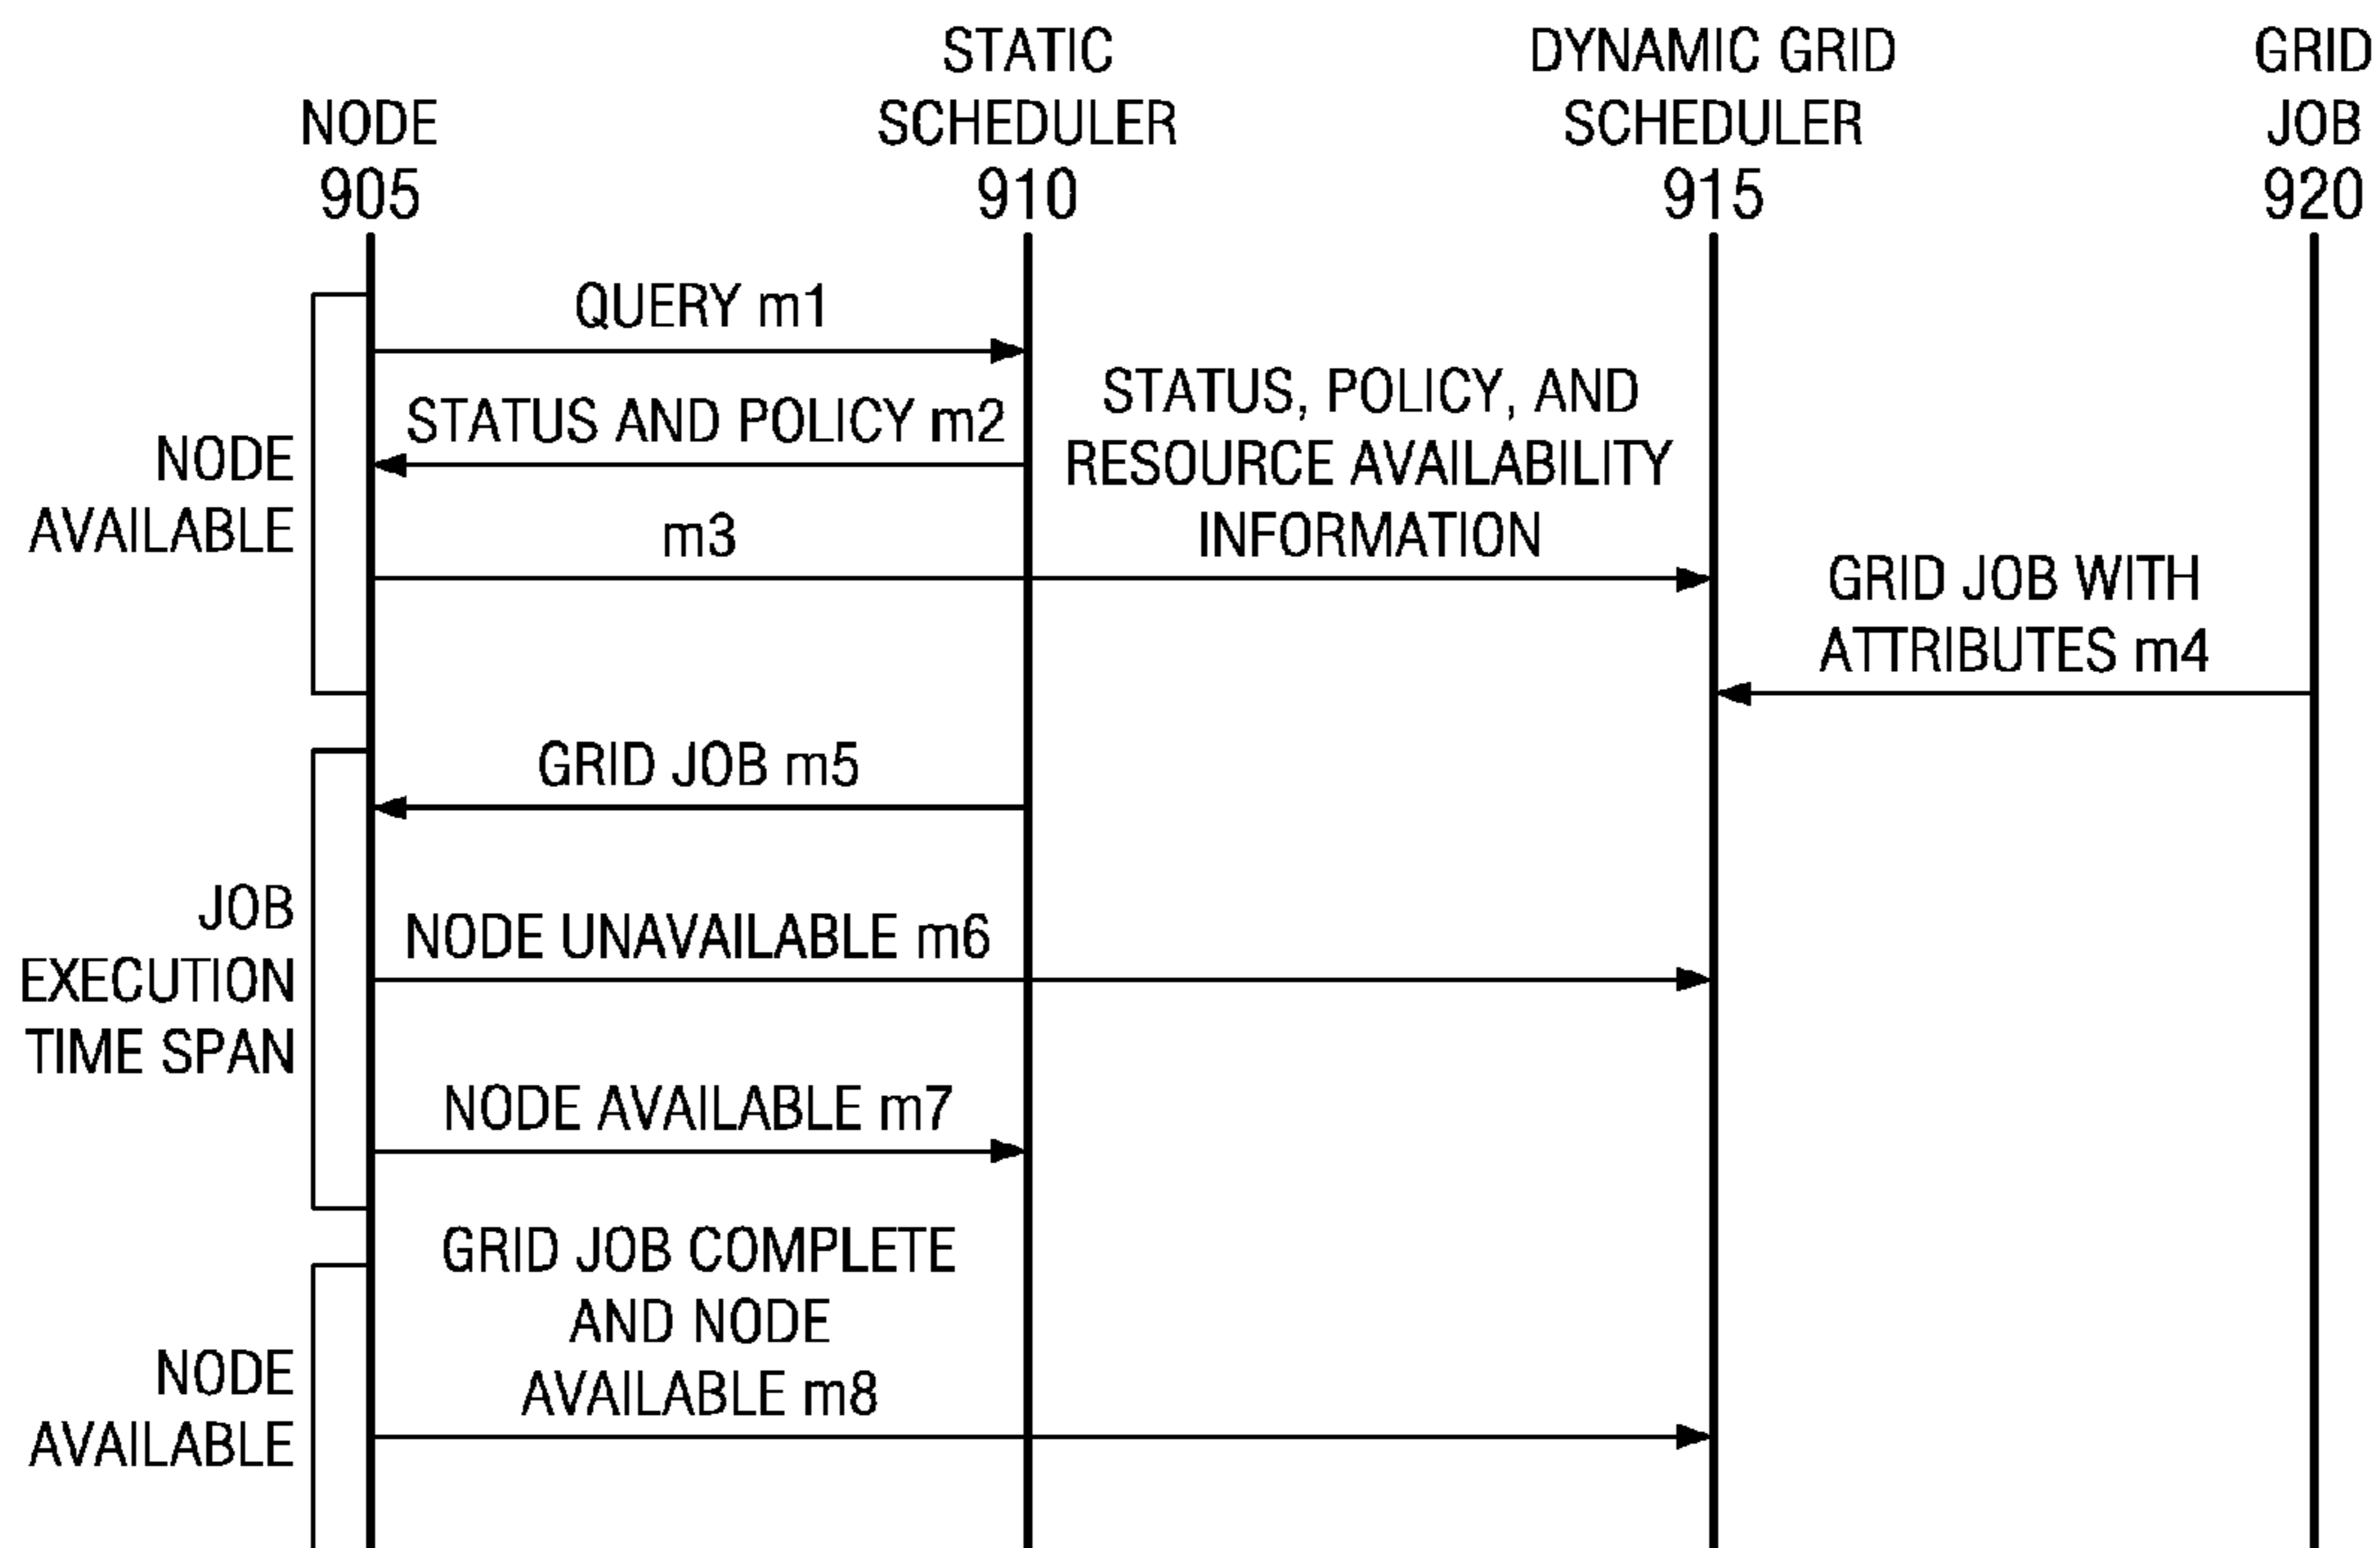 NODE
905
STATIC
SCHEDULER
910
DYNAMIC GRID
SCHEDULER
915
GRID
JOB
920
NODE
AVAILABLE
QUERY m1
STATUS AND POLICY m2
m3
STATUS, POLICY, AND
RESOURCE AVAILABILITY
INFORMATION
GRID JOB WITH
ATTRIBUTES m4
JOB
EXECUTION
TIME SPAN
GRID JOB m5
NODE UNAVAILABLE m6
NODE AVAILABLE m7
NODE
AVAILABLE
GRID JOB COMPLETE
AND NODE
AVAILABLE m8